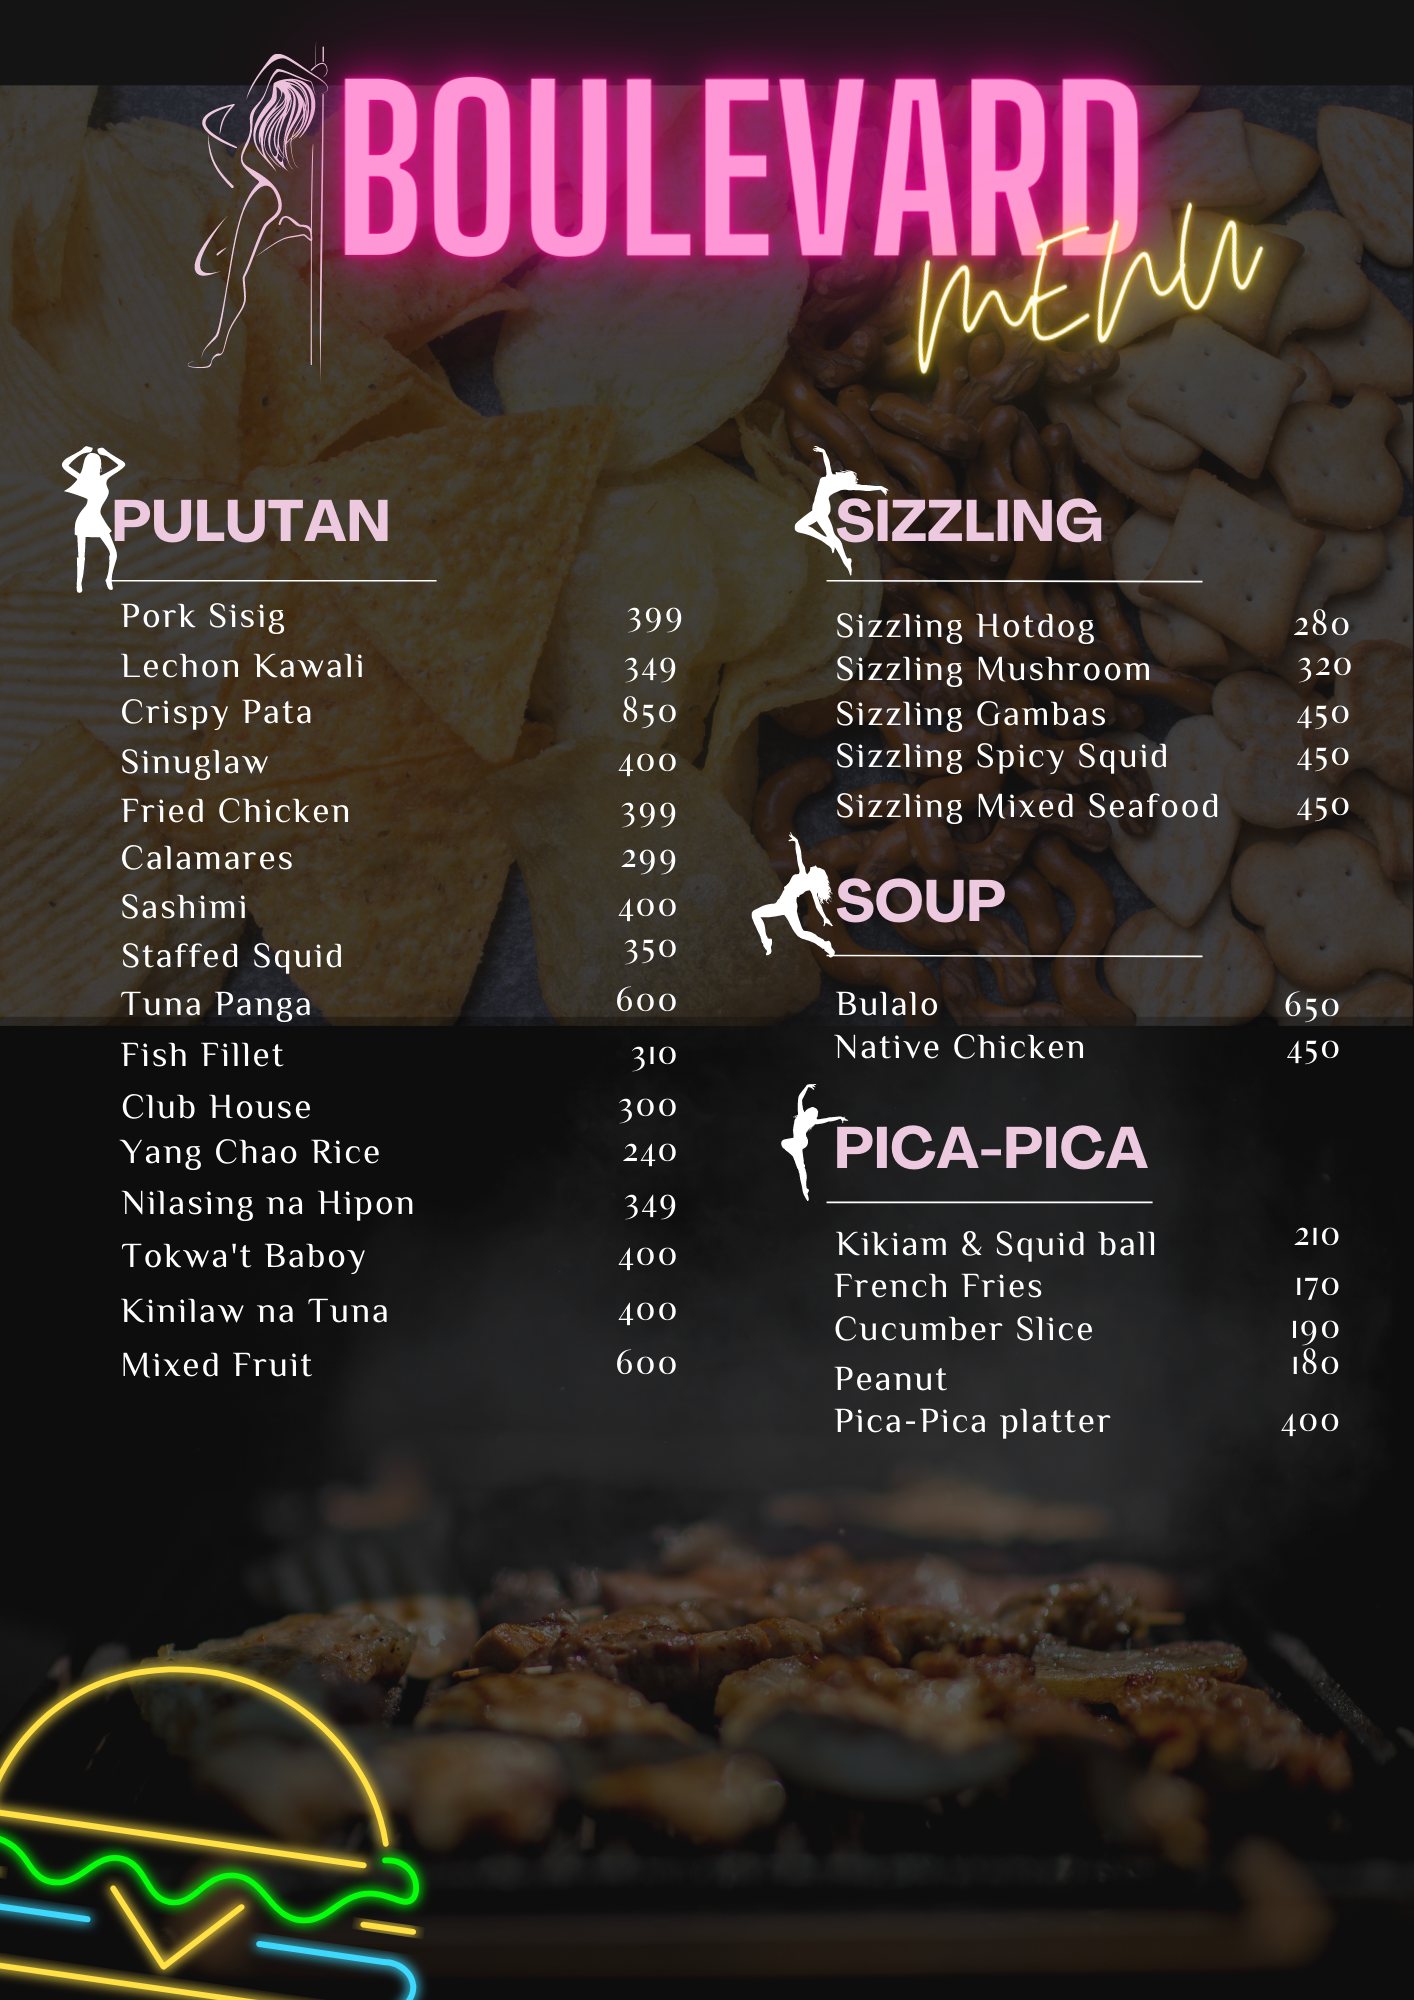 BOULEVARD
MENU
PULUTAN
Pork Sisig 399
Lechon Kawali 349
Crispy Pata 850
Sinuglaw 400
Fried Chicken 399
Calamares 299
Sashimi 400
Staffed Squid 350
Tuna Panga 600
Fish Fillet 310
Club House 300
Yang Chao Rice 240
Nilasing na Hipon 349
Tokwa't Baboy 400
Kinilaw na Tuna 400
Mixed Fruit 600
SIZZLING
Sizzling Hotdog 280
Sizzling Mushroom 320
Sizzling Gambas 450
Sizzling Spicy Squid 450
Sizzling Mixed Seafood 450
SOUP
Bulalo 650
Native Chicken 450
PICA-PICA
Kikiam & Squid ball 210
French Fries 170
Cucumber Slice 190
Peanut 180
Pica-Pica platter 400